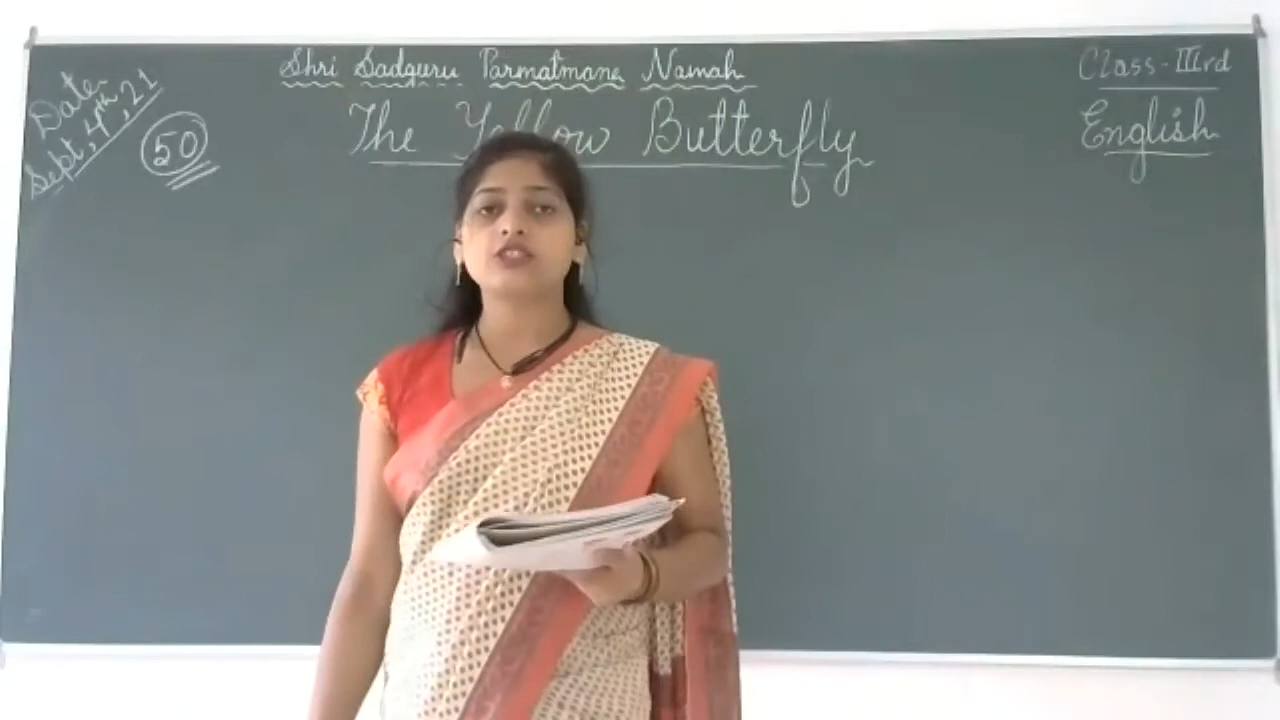 Shri Sadguru Parmatmane Namah
Class-IIIrd
Date
Sept, 4th, 21
50
The Yellow Butterfly
English